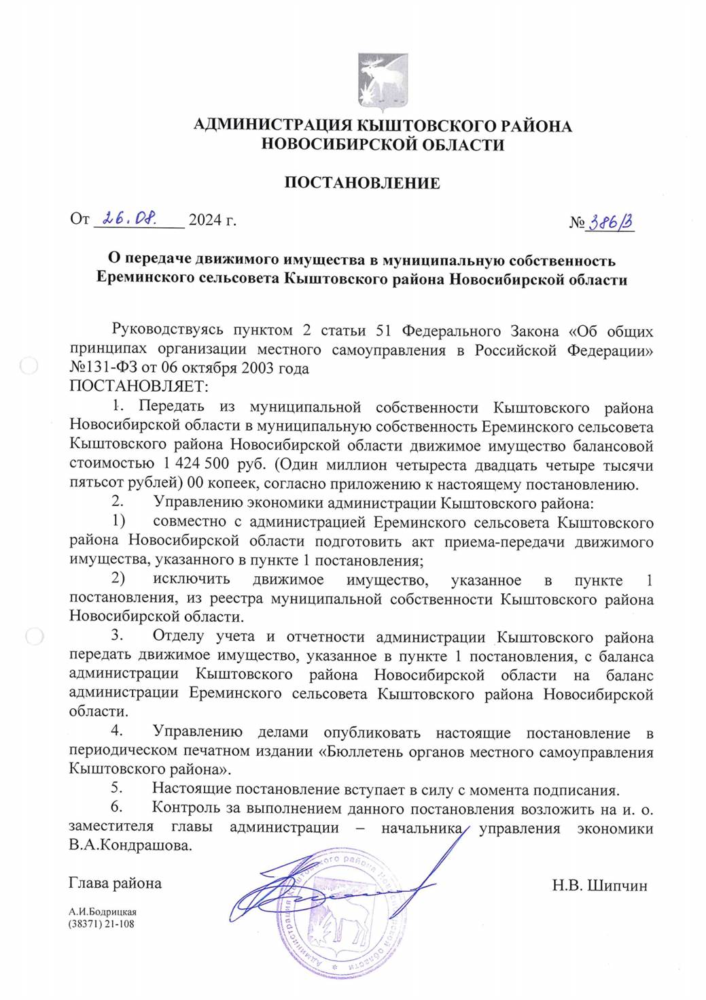 АДМИНИСТРАЦИЯ КЫШТОВСКОГО РАЙОНА
НОВОСИБИРСКОЙ ОБЛАСТИ
ПОСТАНОВЛЕНИЕ
От 26.08. 2024 г. № 386/3
О передаче движимого имущества в муниципальную собственность
Ереминского сельсовета Кыштовского района Новосибирской области
Руководствуясь пунктом 2 статьи 51 Федерального Закона «Об общих
принципах организации местного самоуправления в Российской Федерации»
№131-ФЗ от 06 октября 2003 года
ПОСТАНОВЛЯЕТ:
1. Передать из муниципальной собственности Кыштовского района
Новосибирской области в муниципальную собственность Ереминского сельсовета
Кыштовского района Новосибирской области движимое имущество балансовой
стоимостью 1 424 500 руб. (Один миллион четыреста двадцать четыре тысячи
пятьсот рублей) 00 копеек, согласно приложению к настоящему постановлению.
2. Управлению экономики администрации Кыштовского района:
1) совместно с администрацией Ереминского сельсовета Кыштовского
района Новосибирской области подготовить акт приема-передачи движимого
имущества, указанного в пункте 1 постановления;
2) исключить движимое имущество, указанное в пункте 1
постановления, из реестра муниципальной собственности Кыштовского района
Новосибирской области.
3. Отделу учета и отчетности администрации Кыштовского района
передать движимое имущество, указанное в пункте 1 постановления, с баланса
администрации Кыштовского района Новосибирской области на баланс
администрации Ереминского сельсовета Кыштовского района Новосибирской
области.
4. Управлению делами опубликовать настоящие постановление в
периодическом печатном издании «Бюллетень органов местного самоуправления
Кыштовского района».
5. Настоящие постановление вступает в силу с момента подписания.
6. Контроль за выполнением данного постановления возложить на и. о.
заместителя главы администрации – начальника управления экономики
В.А.Кондрашова.
Глава района Н.В. Шипчин
А.И.Бодрицкая
(38371) 21-108
Администрация Кыштовского района Новосибирской области *